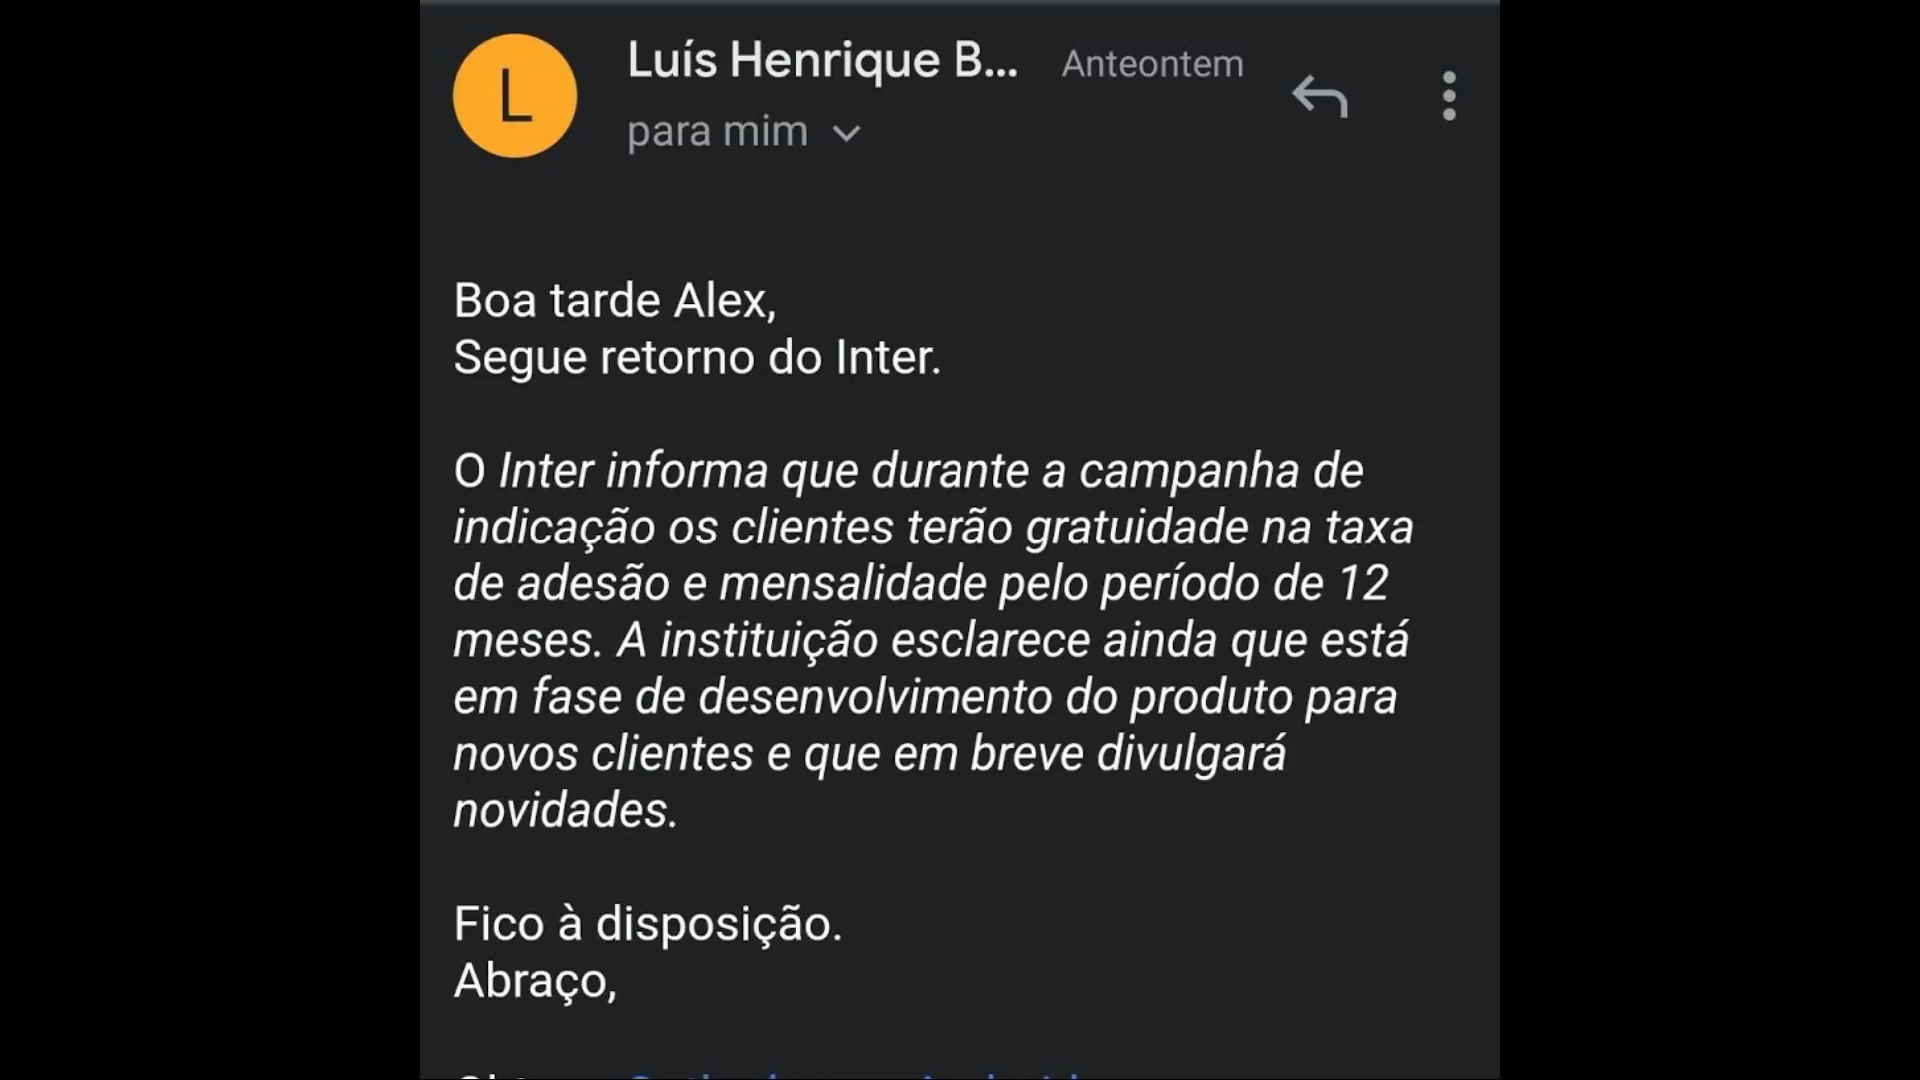 L
Luís Henrique B... Anteontem
para mim
Boa tarde Alex,
Segue retorno do Inter.
O Inter informa que durante a campanha de
indicação os clientes terão gratuidade na taxa
de adesão e mensalidade pelo período de 12
meses. A instituição esclarece ainda que está
em fase de desenvolvimento do produto para
novos clientes e que em breve divulgará
novidades.
Fico à disposição.
Abraço,